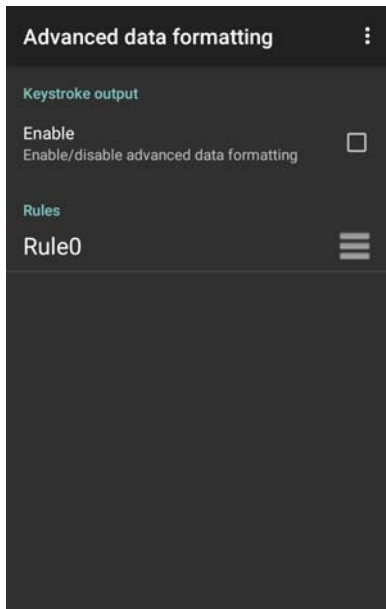 Advanced data formatting
Keystroke output
Enable
Enable/disable advanced data formatting
Rules
Rule0